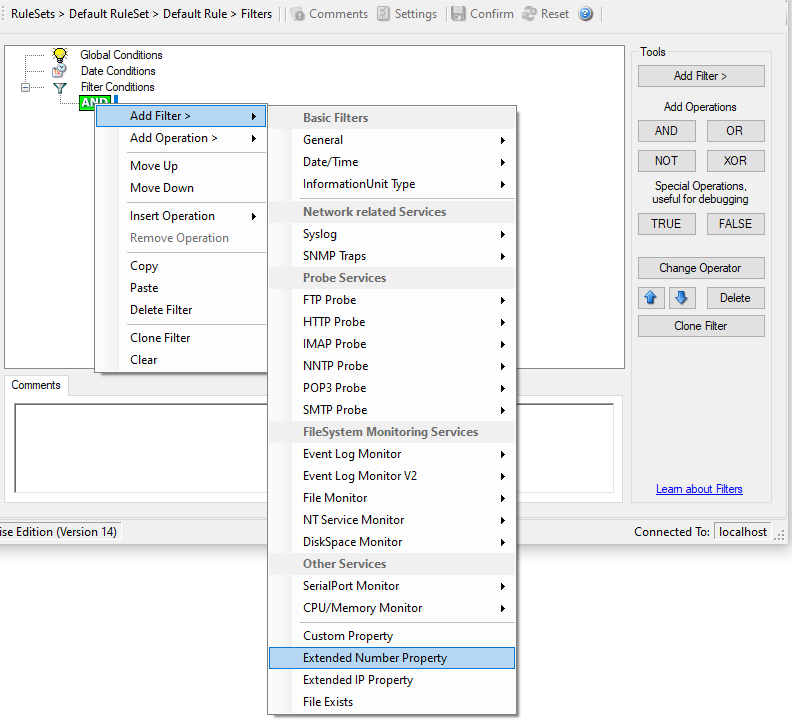 RuleSets > Default RuleSet > Default Rule > Filters Comments Settings Confirm Reset ?
Global Conditions
Date Conditions
Filter Conditions
AND
Add Filter >
Add Operation >
Move Up
Move Down
Insert Operation
Remove Operation
Copy
Paste
Delete Filter
Clone Filter
Clear
Basic Filters
General
Date/Time
InformationUnit Type
Network related Services
Syslog
SNMP Traps
Probe Services
FTP Probe
HTTP Probe
IMAP Probe
NNTP Probe
POP3 Probe
SMTP Probe
FileSystem Monitoring Services
Event Log Monitor
Event Log Monitor V2
File Monitor
NT Service Monitor
DiskSpace Monitor
Other Services
SerialPort Monitor
CPU/Memory Monitor
Custom Property
Extended Number Property
Extended IP Property
File Exists
Tools
Add Filter >
Add Operations
AND OR
NOT XOR
Special Operations,
useful for debugging
TRUE FALSE
Change Operator
Delete
Clone Filter
Learn about Filters
Comments
ise Edition (Version 14)
Connected To: localhost